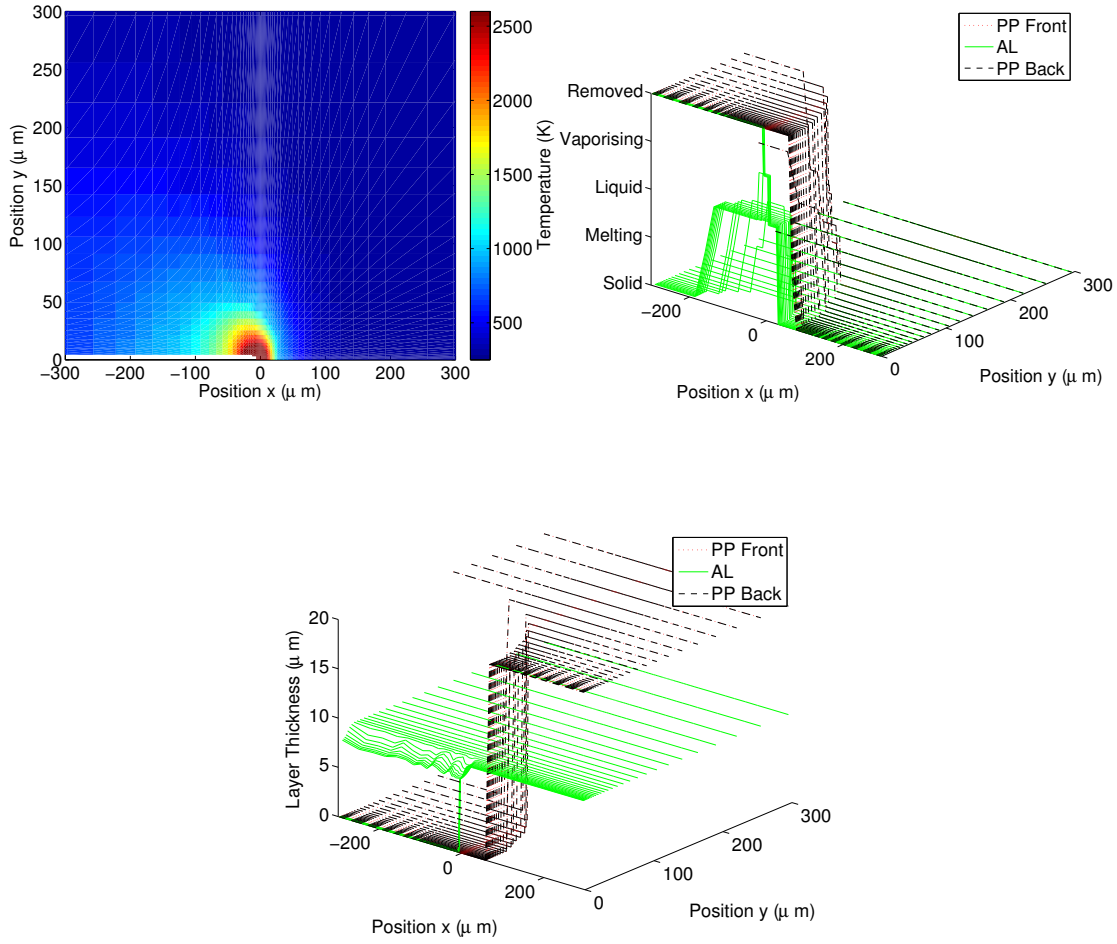 300
250
200
150
100
50
0
Position y (μ m)
−300
−200
−100
0
100
200
300
Position x (μ m)
2500
2000
1500
1000
500
Temperature (K)
PP Front
AL
PP Back
Removed
Vaporising
Liquid
Melting
Solid
−200
0
200
Position x (μ m)
0
100
200
300
Position y (μ m)
PP Front
AL
PP Back
20
15
10
5
0
Layer Thickness (μ m)
−200
0
200
Position x (μ m)
0
100
200
300
Position y (μ m)